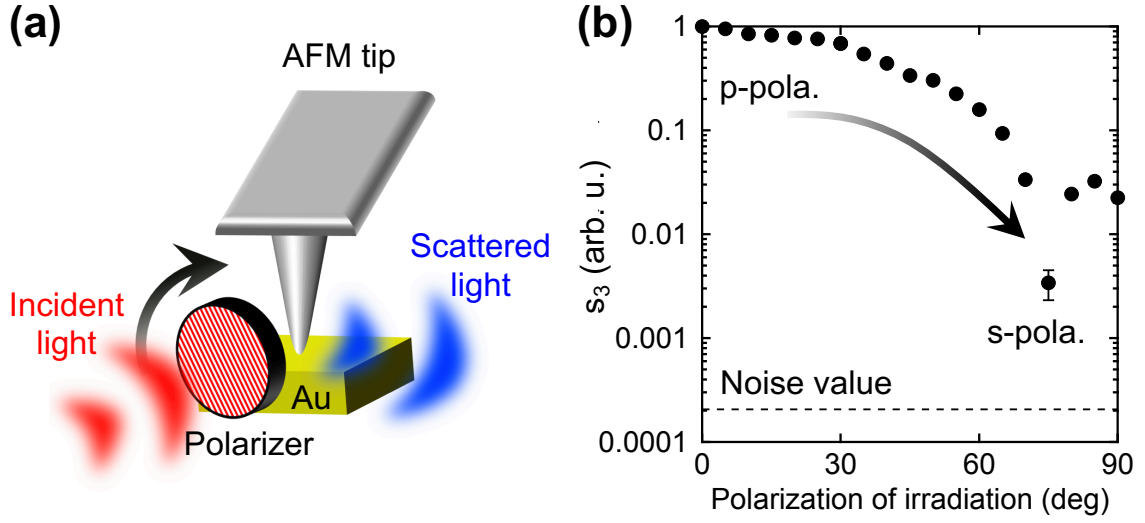 (a)
AFM tip
Scattered
light
Incident
light
Au
Polarizer
(b)
1
0.1
0.01
0.001
0.0001
s₃ (arb. u.)
p-pola.
s-pola.
Noise value
0
30
60
90
Polarization of irradiation (deg)